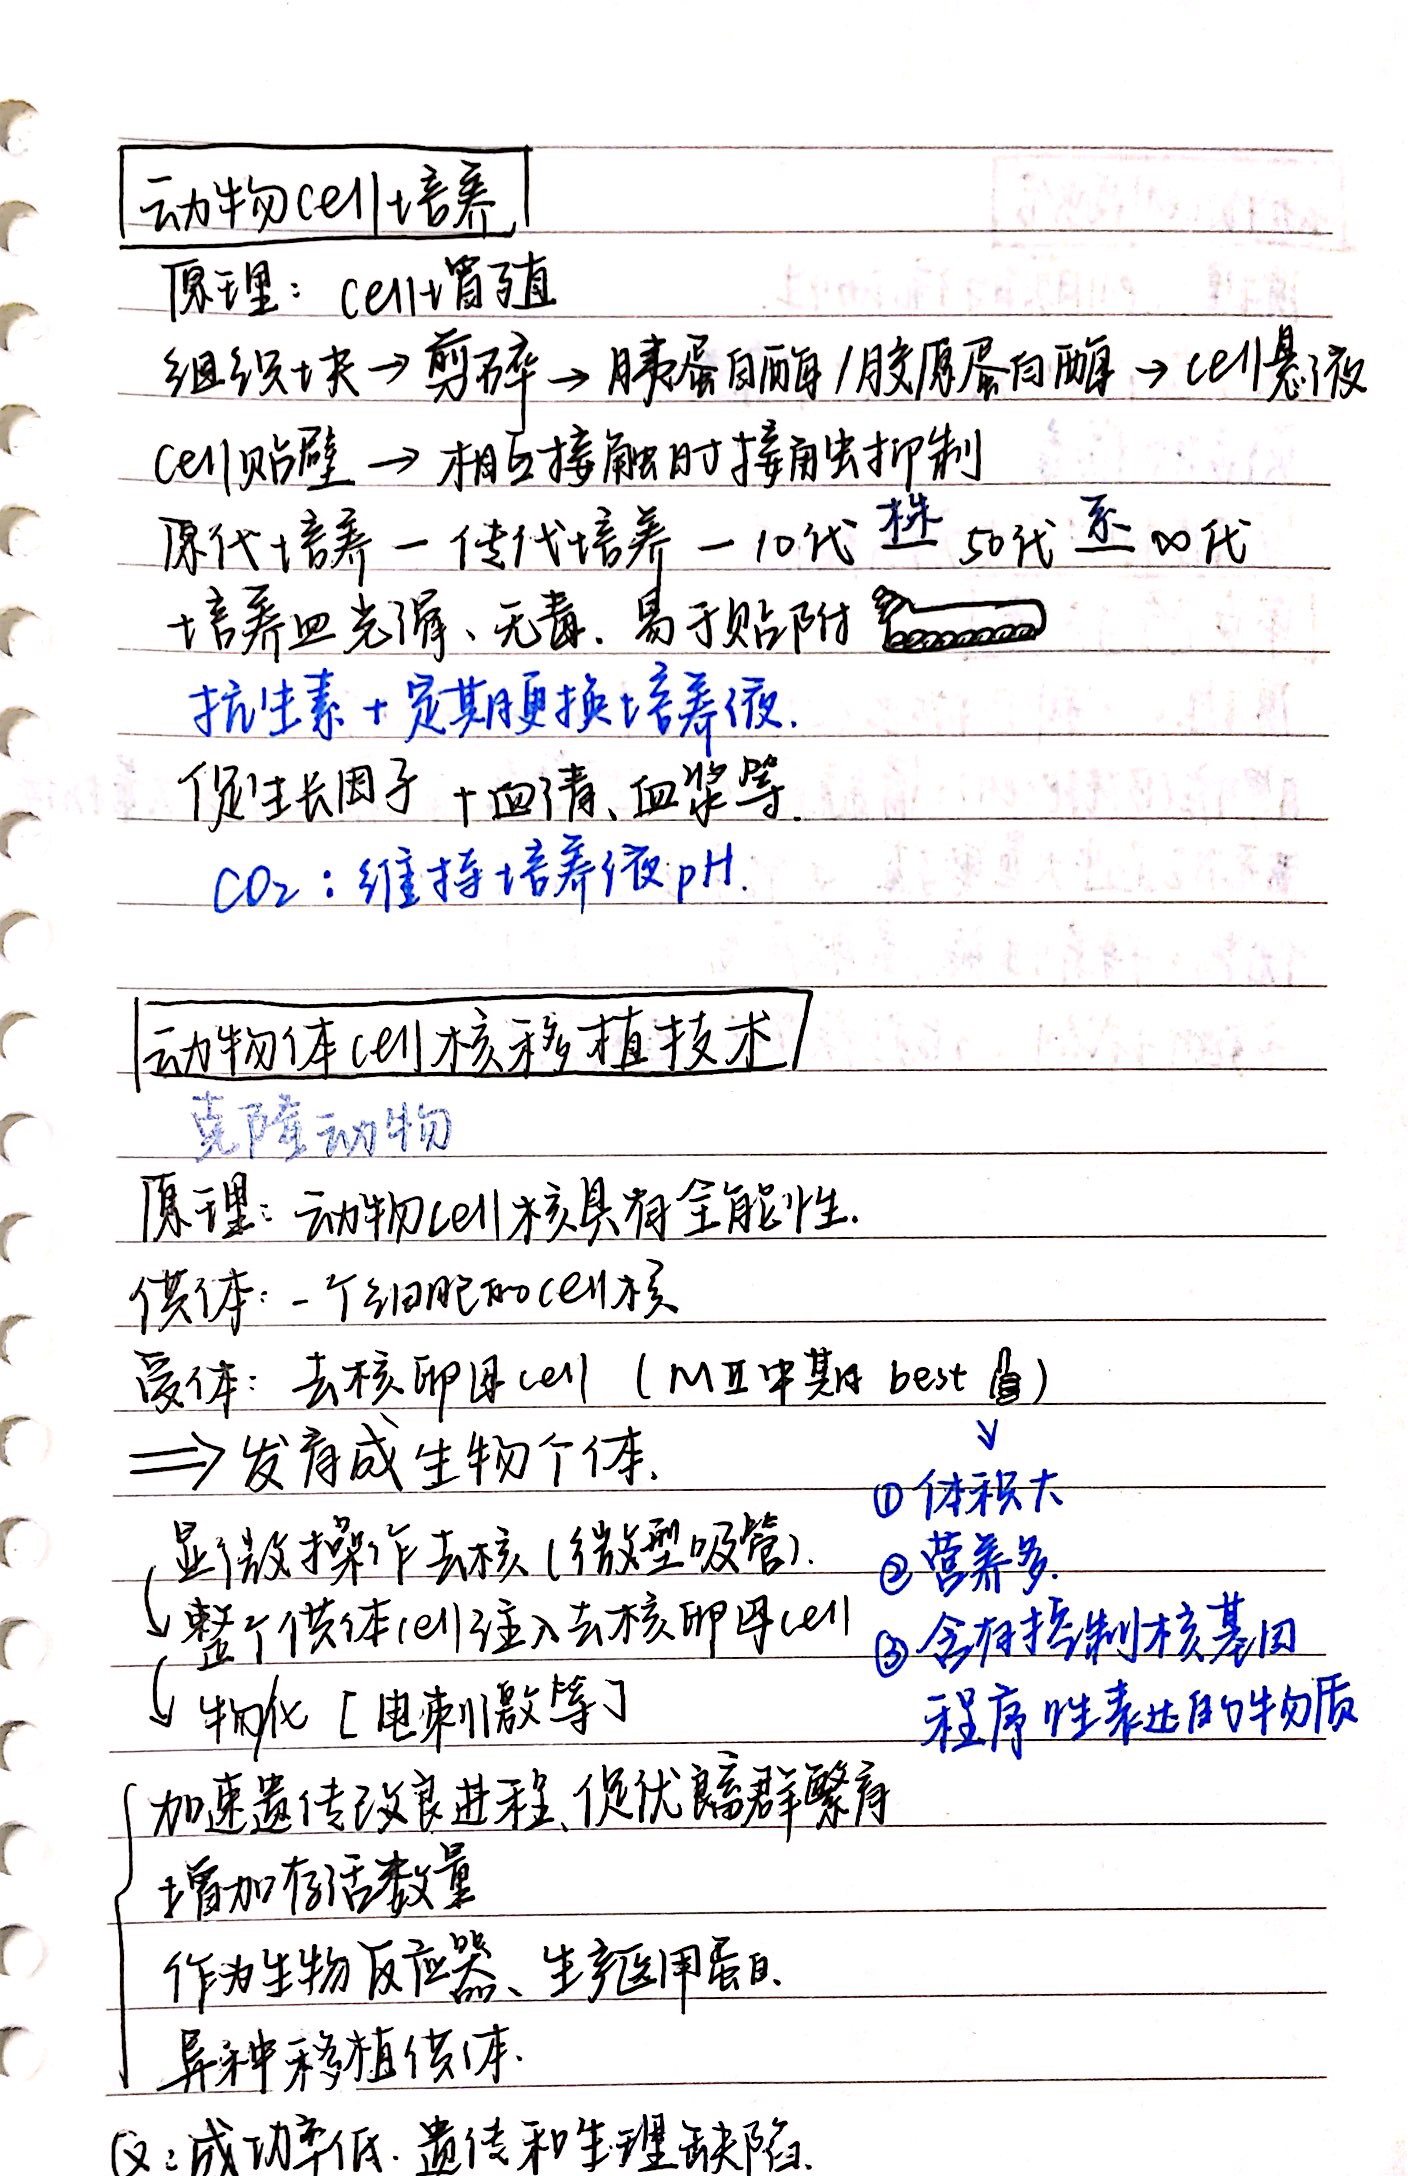 动物cell培养
原理：cell增殖
组织块→剪碎→胰蛋白酶/胶原蛋白酶→cell悬液
cell贴壁→相互接触时接触抑制
原代培养—传代培养—10代 株 50代 系 ∞代
培养皿光滑、无毒、易于贴附
抗生素+定期更换培养液.
促生长因子+血清、血浆等.
CO₂：维持培养液pH.
动物体cell核移植技术
克隆动物
原理：动物cell核具有全能性.
供体：一个细胞的cell核
受体：去核卵母cell（MⅡ中期best）
⇒发育成生物个体.
①体积大
显微操作去核（微型吸管）.
②营养多.
整个供体cell注入去核卵母cell
③含有控制核基因
物/化［电刺激等］
程序性表达的物质
加速遗传改良进程、促优良畜群繁育
增加存活数量
作为生物反应器、生产医用蛋白.
异种移植供体.
Q：成功率低.遗传和生理缺陷.